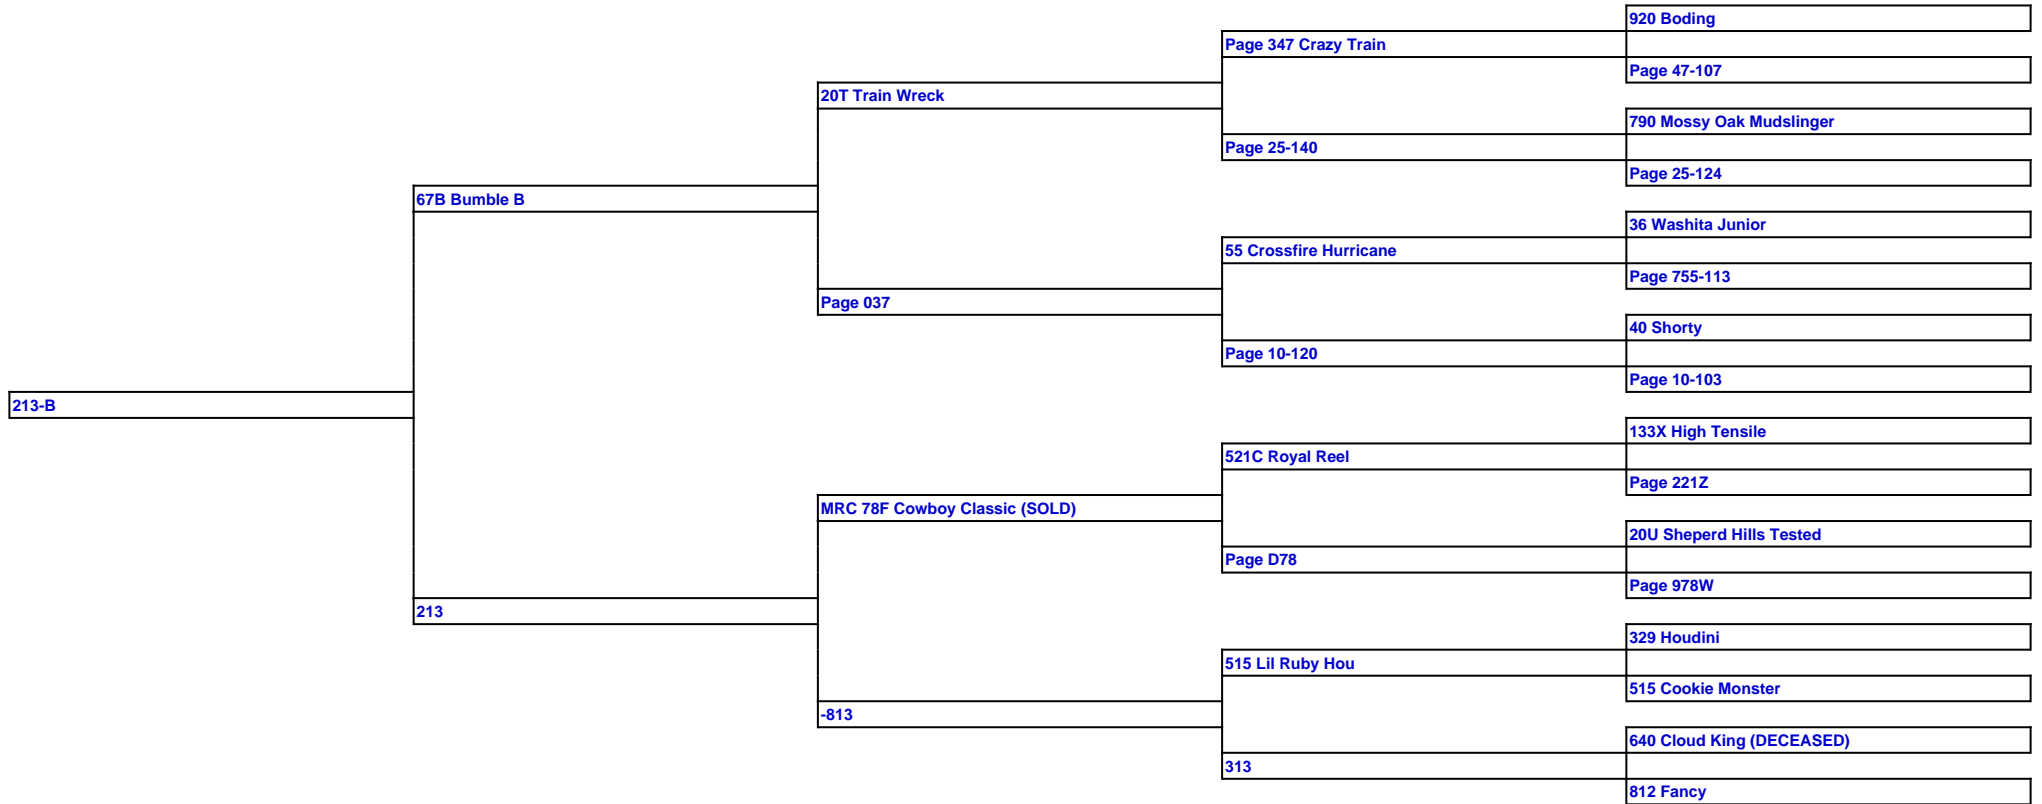 920 Boding
Page 347 Crazy Train
Page 47-107
20T Train Wreck
790 Mossy Oak Mudslinger
Page 25-140
Page 25-124
67B Bumble B
36 Washita Junior
55 Crossfire Hurricane
Page 755-113
Page 037
40 Shorty
Page 10-120
Page 10-103
213-B
133X High Tensile
521C Royal Reel
Page 221Z
MRC 78F Cowboy Classic (SOLD)
20U Sheperd Hills Tested
Page D78
Page 978W
213
329 Houdini
515 Lil Ruby Hou
515 Cookie Monster
-813
640 Cloud King (DECEASED)
313
812 Fancy